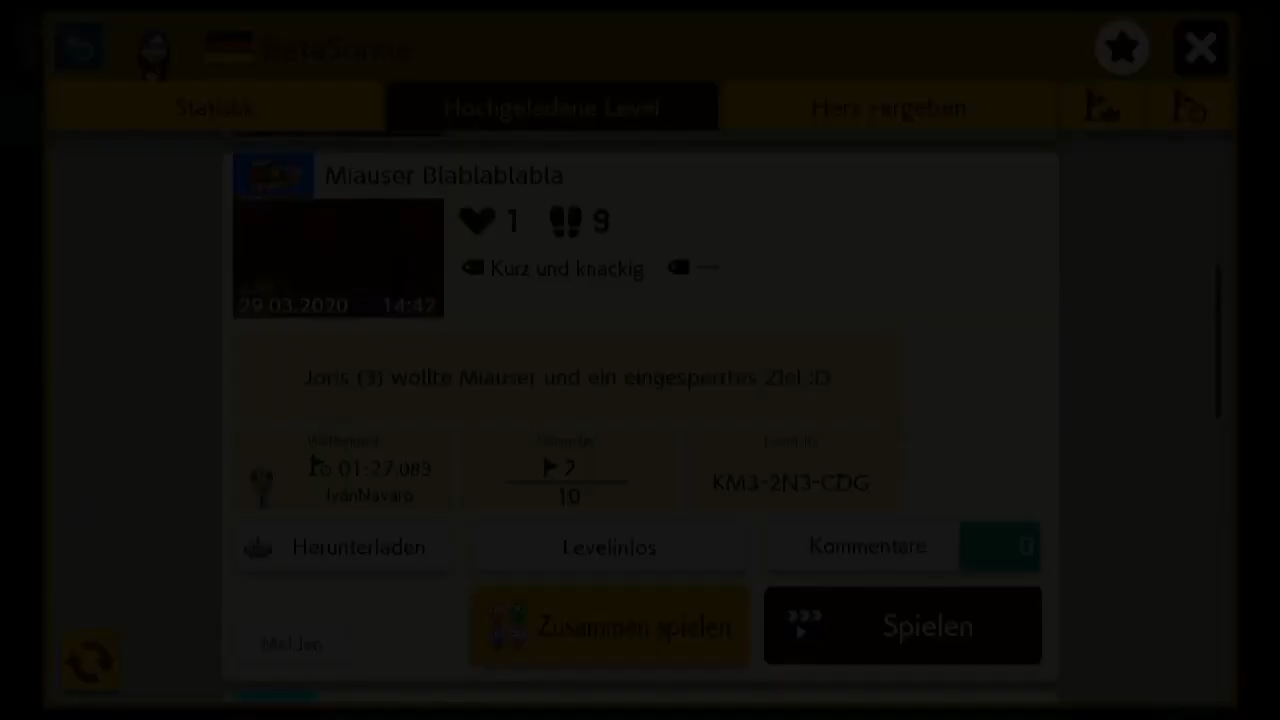 Statistik
Hochgeladene Level
Herz vergeben
Miauser Blablablabla
1
9
Kurz und knackig
---
29.03.2020 14:42
Joris (3) wollte Miauser und ein eingesperrtes Ziel :D
01:27,083
IvanNavaro
2
10
KM3-2N3-CDG
Herunterladen
Levelinfos
Kommentare
0
Melden
Zusammen spielen
Spielen